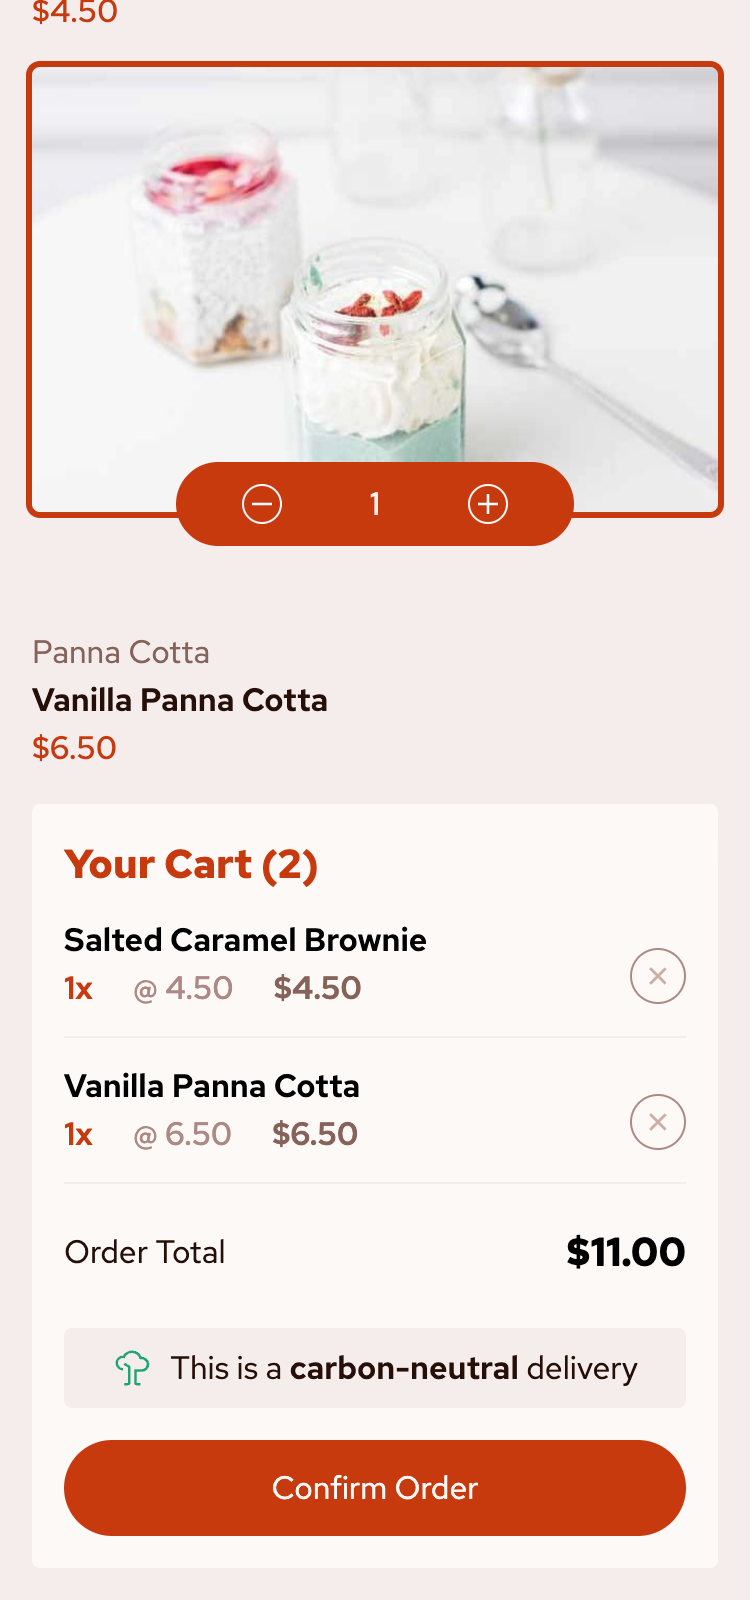 $4.50
1
Panna Cotta
Vanilla Panna Cotta
$6.50
Your Cart (2)
Salted Caramel Brownie
1x @ 4.50 $4.50
Vanilla Panna Cotta
1x @ 6.50 $6.50
Order Total $11.00
This is a carbon-neutral delivery
Confirm Order